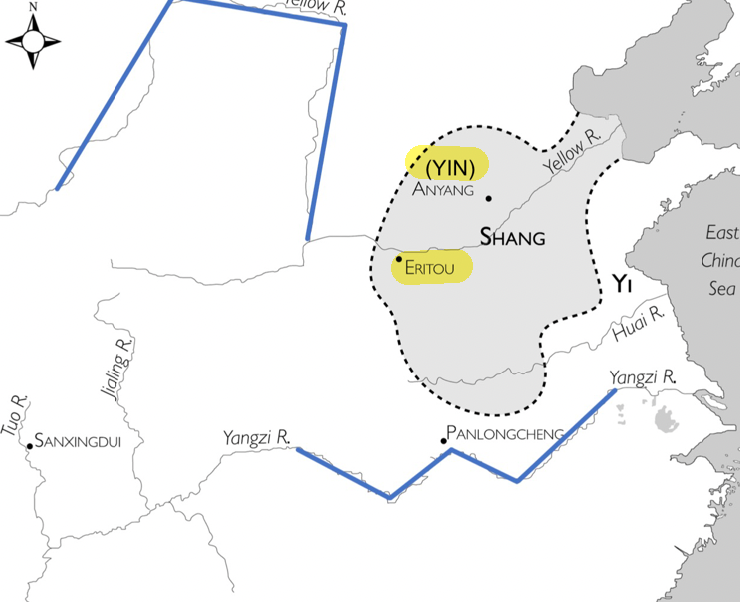 N
Yellow R.
Yellow R.
(YIN)
ANYANG
SHANG
East
China
Sea
ERITOU
YI
Huai R.
Jialing R.
Yangzi R.
Tuo R.
SANXINGDUI
Yangzi R.
PANLONGCHENG